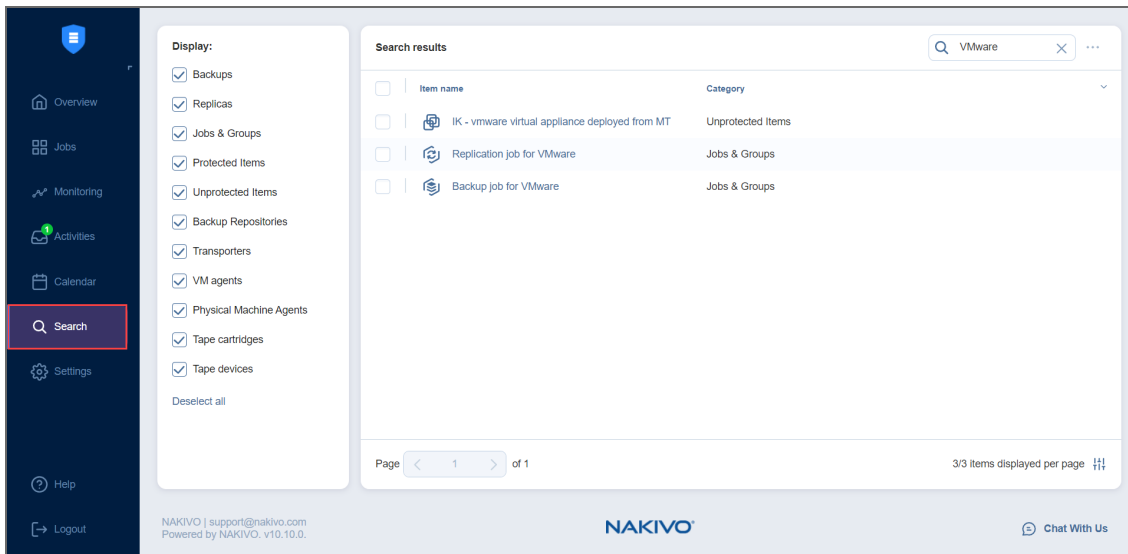 Overview
Jobs
Monitoring
1
Activities
Calendar
Search
Settings
Help
Logout
Display:
Backups
Replicas
Jobs & Groups
Protected Items
Unprotected Items
Backup Repositories
Transporters
VM agents
Physical Machine Agents
Tape cartridges
Tape devices
Deselect all
Search results
VMware
Item name Category
IK - vmware virtual appliance deployed from MT Unprotected Items
Replication job for VMware Jobs & Groups
Backup job for VMware Jobs & Groups
Page 1 of 1
3/3 items displayed per page
NAKIVO | support@nakivo.com
Powered by NAKIVO. v10.10.0.
NAKIVO®
Chat With Us